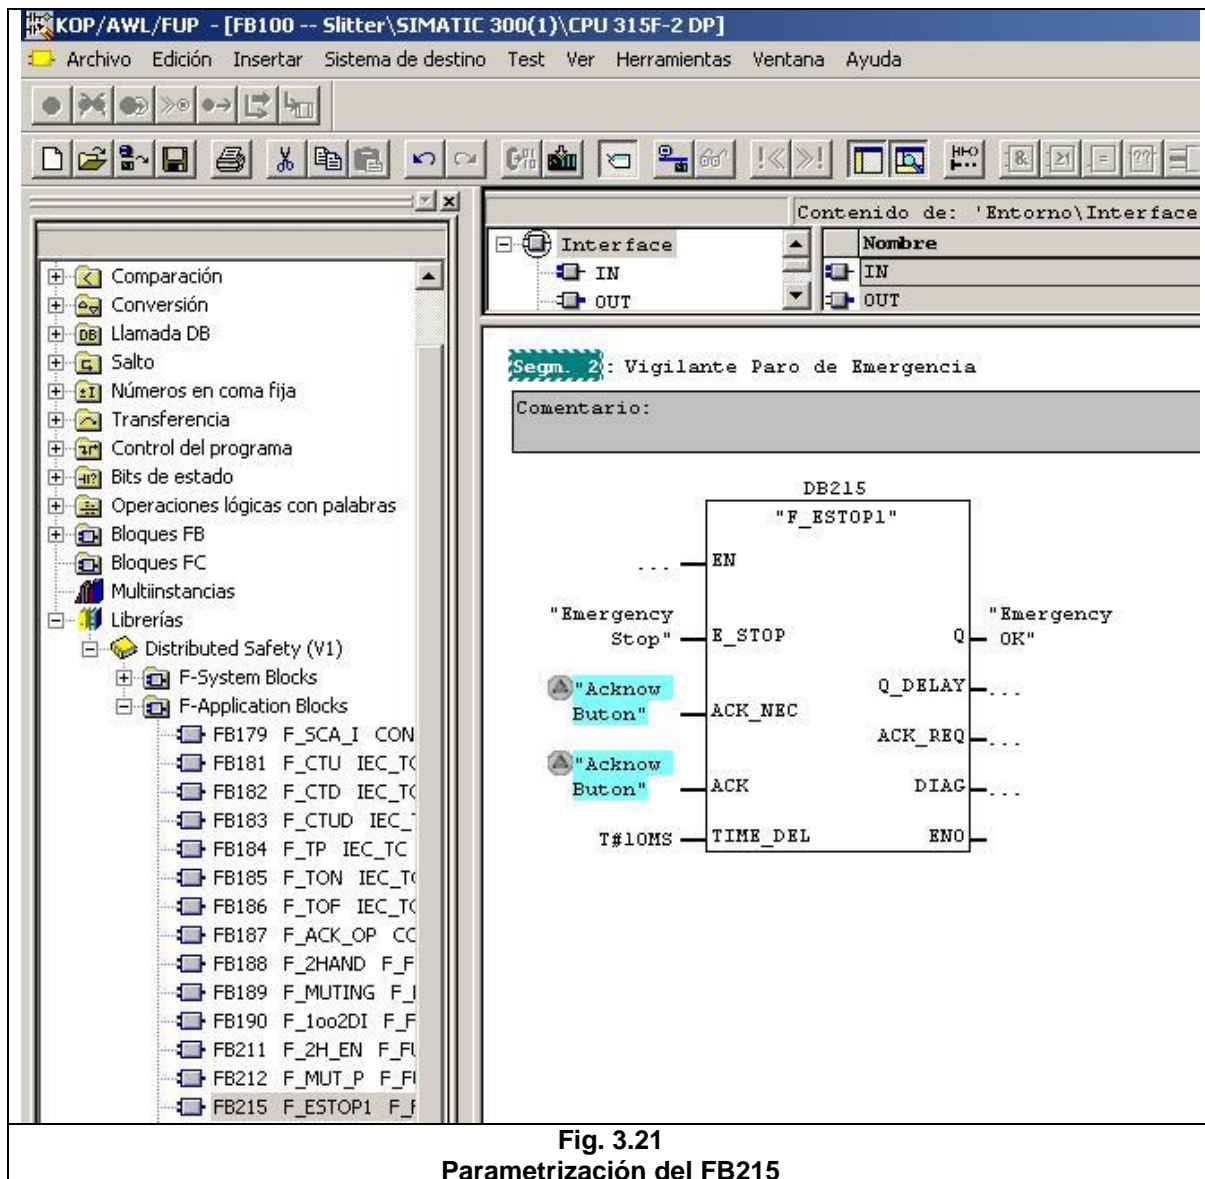 KOP/AWL/FUP - [FB100 -- Slitter\SIMATIC 300(1)\CPU 315F-2 DP]
Archivo Edición Insertar Sistema de destino Test Ver Herramientas Ventana Ayuda
Contenido de: 'Entorno\Interface
Interface
IN
OUT
Nombre
IN
OUT
Comparación
Conversión
DB Llamada DB
Salto
Números en coma fija
Transferencia
Control del programa
Bits de estado
Operaciones lógicas con palabras
Bloques FB
Bloques FC
Multiinstancias
Librerías
Distributed Safety (V1)
F-System Blocks
F-Application Blocks
FB179 F_SCA_I CON
FB181 F_CTU IEC_TC
FB182 F_CTD IEC_TC
FB183 F_CTUD IEC_
FB184 F_TP IEC_TC
FB185 F_TON IEC_TC
FB186 F_TOF IEC_TC
FB187 F_ACK_OP CC
FB188 F_2HAND F_F
FB189 F_MUTING F_
FB190 F_1oo2DI F_F
FB211 F_2H_EN F_FU
FB212 F_MUT_P F_FU
FB215 F_ESTOP1 F_F
Segm. 2: Vigilante Paro de Emergencia
Comentario:
DB215
"F_ESTOP1"
... EN
"Emergency
Stop" E_STOP
"Acknow
Buton" ACK_NEC
"Acknow
Buton" ACK
T#10MS TIME_DEL
Q "Emergency
OK"
Q_DELAY ...
ACK_REQ ...
DIAG ...
ENO
Fig. 3.21
Parametrización del FB215